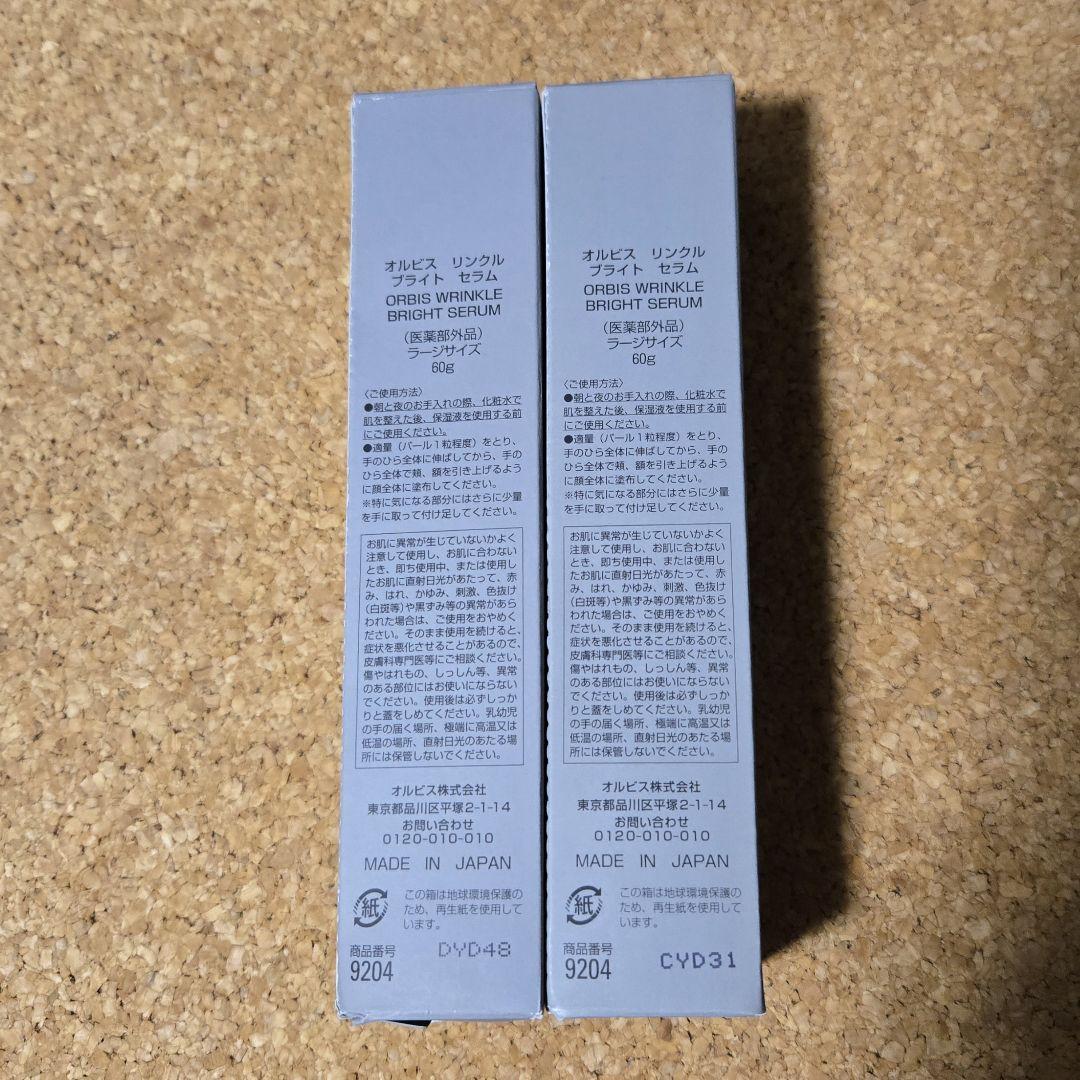 オルビス リンクル
ブライト セラム
ORBIS WRINKLE
BRIGHT SERUM
(医薬部外品)
ラージサイズ
60g
〈ご使用方法〉
●朝と夜のお手入れの際、化粧水で
肌を整えた後、保湿液を使用する前
にご使用ください。
●適量(パール1粒程度)をとり、
手のひら全体に伸ばしてから、手の
ひら全体で頬、額を引き上げるよう
に顔全体に塗布してください。
※特に気になる部分にはさらに少量
を手に取って付け足してください。
お肌に異常が生じていないかよく
注意して使用し、お肌に合わない
とき、即ち使用中、または使用し
たお肌に直射日光があたって、赤
み、はれ、かゆみ、刺激、色抜け
(白斑等)や黒ずみ等の異常があら
われた場合は、ご使用をおやめく
ださい。そのまま使用を続けると、
症状を悪化させることがあるので、
皮膚科専門医等にご相談ください。
傷やはれもの、しっしん等、異常
のある部位にはお使いにならない
でください。使用後は必ずしっか
りと蓋をしめてください。乳幼児
の手の届く場所、極端に高温又は
低温の場所、直射日光のあたる場
所には保管しないでください。
オルビス株式会社
東京都品川区平塚2-1-14
お問い合わせ
0120-010-010
MADE IN JAPAN
紙
この箱は地球環境保護の
ため、再生紙を使用して
います。
商品番号
9204
DYD48
オルビス リンクル
ブライト セラム
ORBIS WRINKLE
BRIGHT SERUM
(医薬部外品)
ラージサイズ
60g
〈ご使用方法〉
●朝と夜のお手入れの際、化粧水で
肌を整えた後、保湿液を使用する前
にご使用ください。
●適量(パール1粒程度)をとり、
手のひら全体に伸ばしてから、手の
ひら全体で頬、額を引き上げるよう
に顔全体に塗布してください。
※特に気になる部分にはさらに少量
を手に取って付け足してください。
お肌に異常が生じていないかよく
注意して使用し、お肌に合わない
とき、即ち使用中、または使用し
たお肌に直射日光があたって、赤
み、はれ、かゆみ、刺激、色抜け
(白斑等)や黒ずみ等の異常があら
われた場合は、ご使用をおやめく
ださい。そのまま使用を続けると、
症状を悪化させることがあるので、
皮膚科専門医等にご相談ください。
傷やはれもの、しっしん等、異常
のある部位にはお使いにならない
でください。使用後は必ずしっか
りと蓋をしめてください。乳幼児
の手の届く場所、極端に高温又は
低温の場所、直射日光のあたる場
所には保管しないでください。
オルビス株式会社
東京都品川区平塚2-1-14
お問い合わせ
0120-010-010
MADE IN JAPAN
紙
この箱は地球環境保護の
ため、再生紙を使用して
います。
商品番号
9204
CYD31